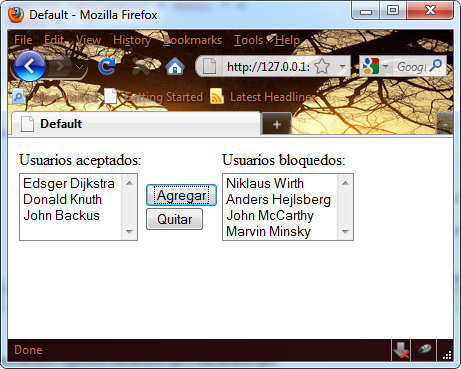 Default - Mozilla Firefox
File Edit View History Bookmarks Tools Help
http://127.0.0.1: Googl
Getting Started Latest Headlines
Default
Usuarios aceptados: Usuarios bloquedos:
Edsger Dijkstra
Donald Knuth
John Backus
Agregar
Quitar
Niklaus Wirth
Anders Hejlsberg
John McCarthy
Marvin Minsky
Done